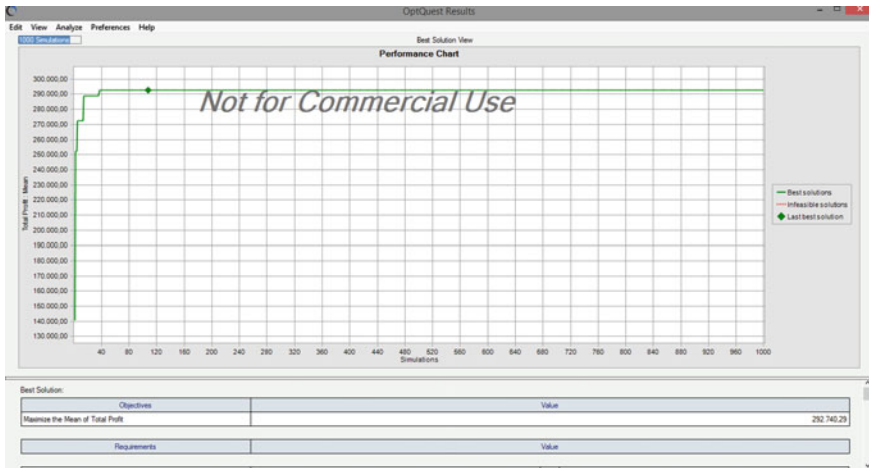 OptQuest Results
Edit View Analyze Preferences Help
1000 Simulations
Best Solution View
Performance Chart
300.000,00
290.000,00
280.000,00
270.000,00
260.000,00
250.000,00
240.000,00
230.000,00
220.000,00
210.000,00
200.000,00
190.000,00
180.000,00
170.000,00
160.000,00
150.000,00
140.000,00
130.000,00
Total Profit : Mean
Not for Commercial Use
Best solutions
Infeasible solutions
Last best solution
40 80 120 160 200 240 280 320 360 400 440 480 520 560 600 640 680 720 760 800 840 880 920 960 1000
Simulations
Best Solution:
Objectives Value
Maximize the Mean of Total Profit 292.740,29
Requirements Value